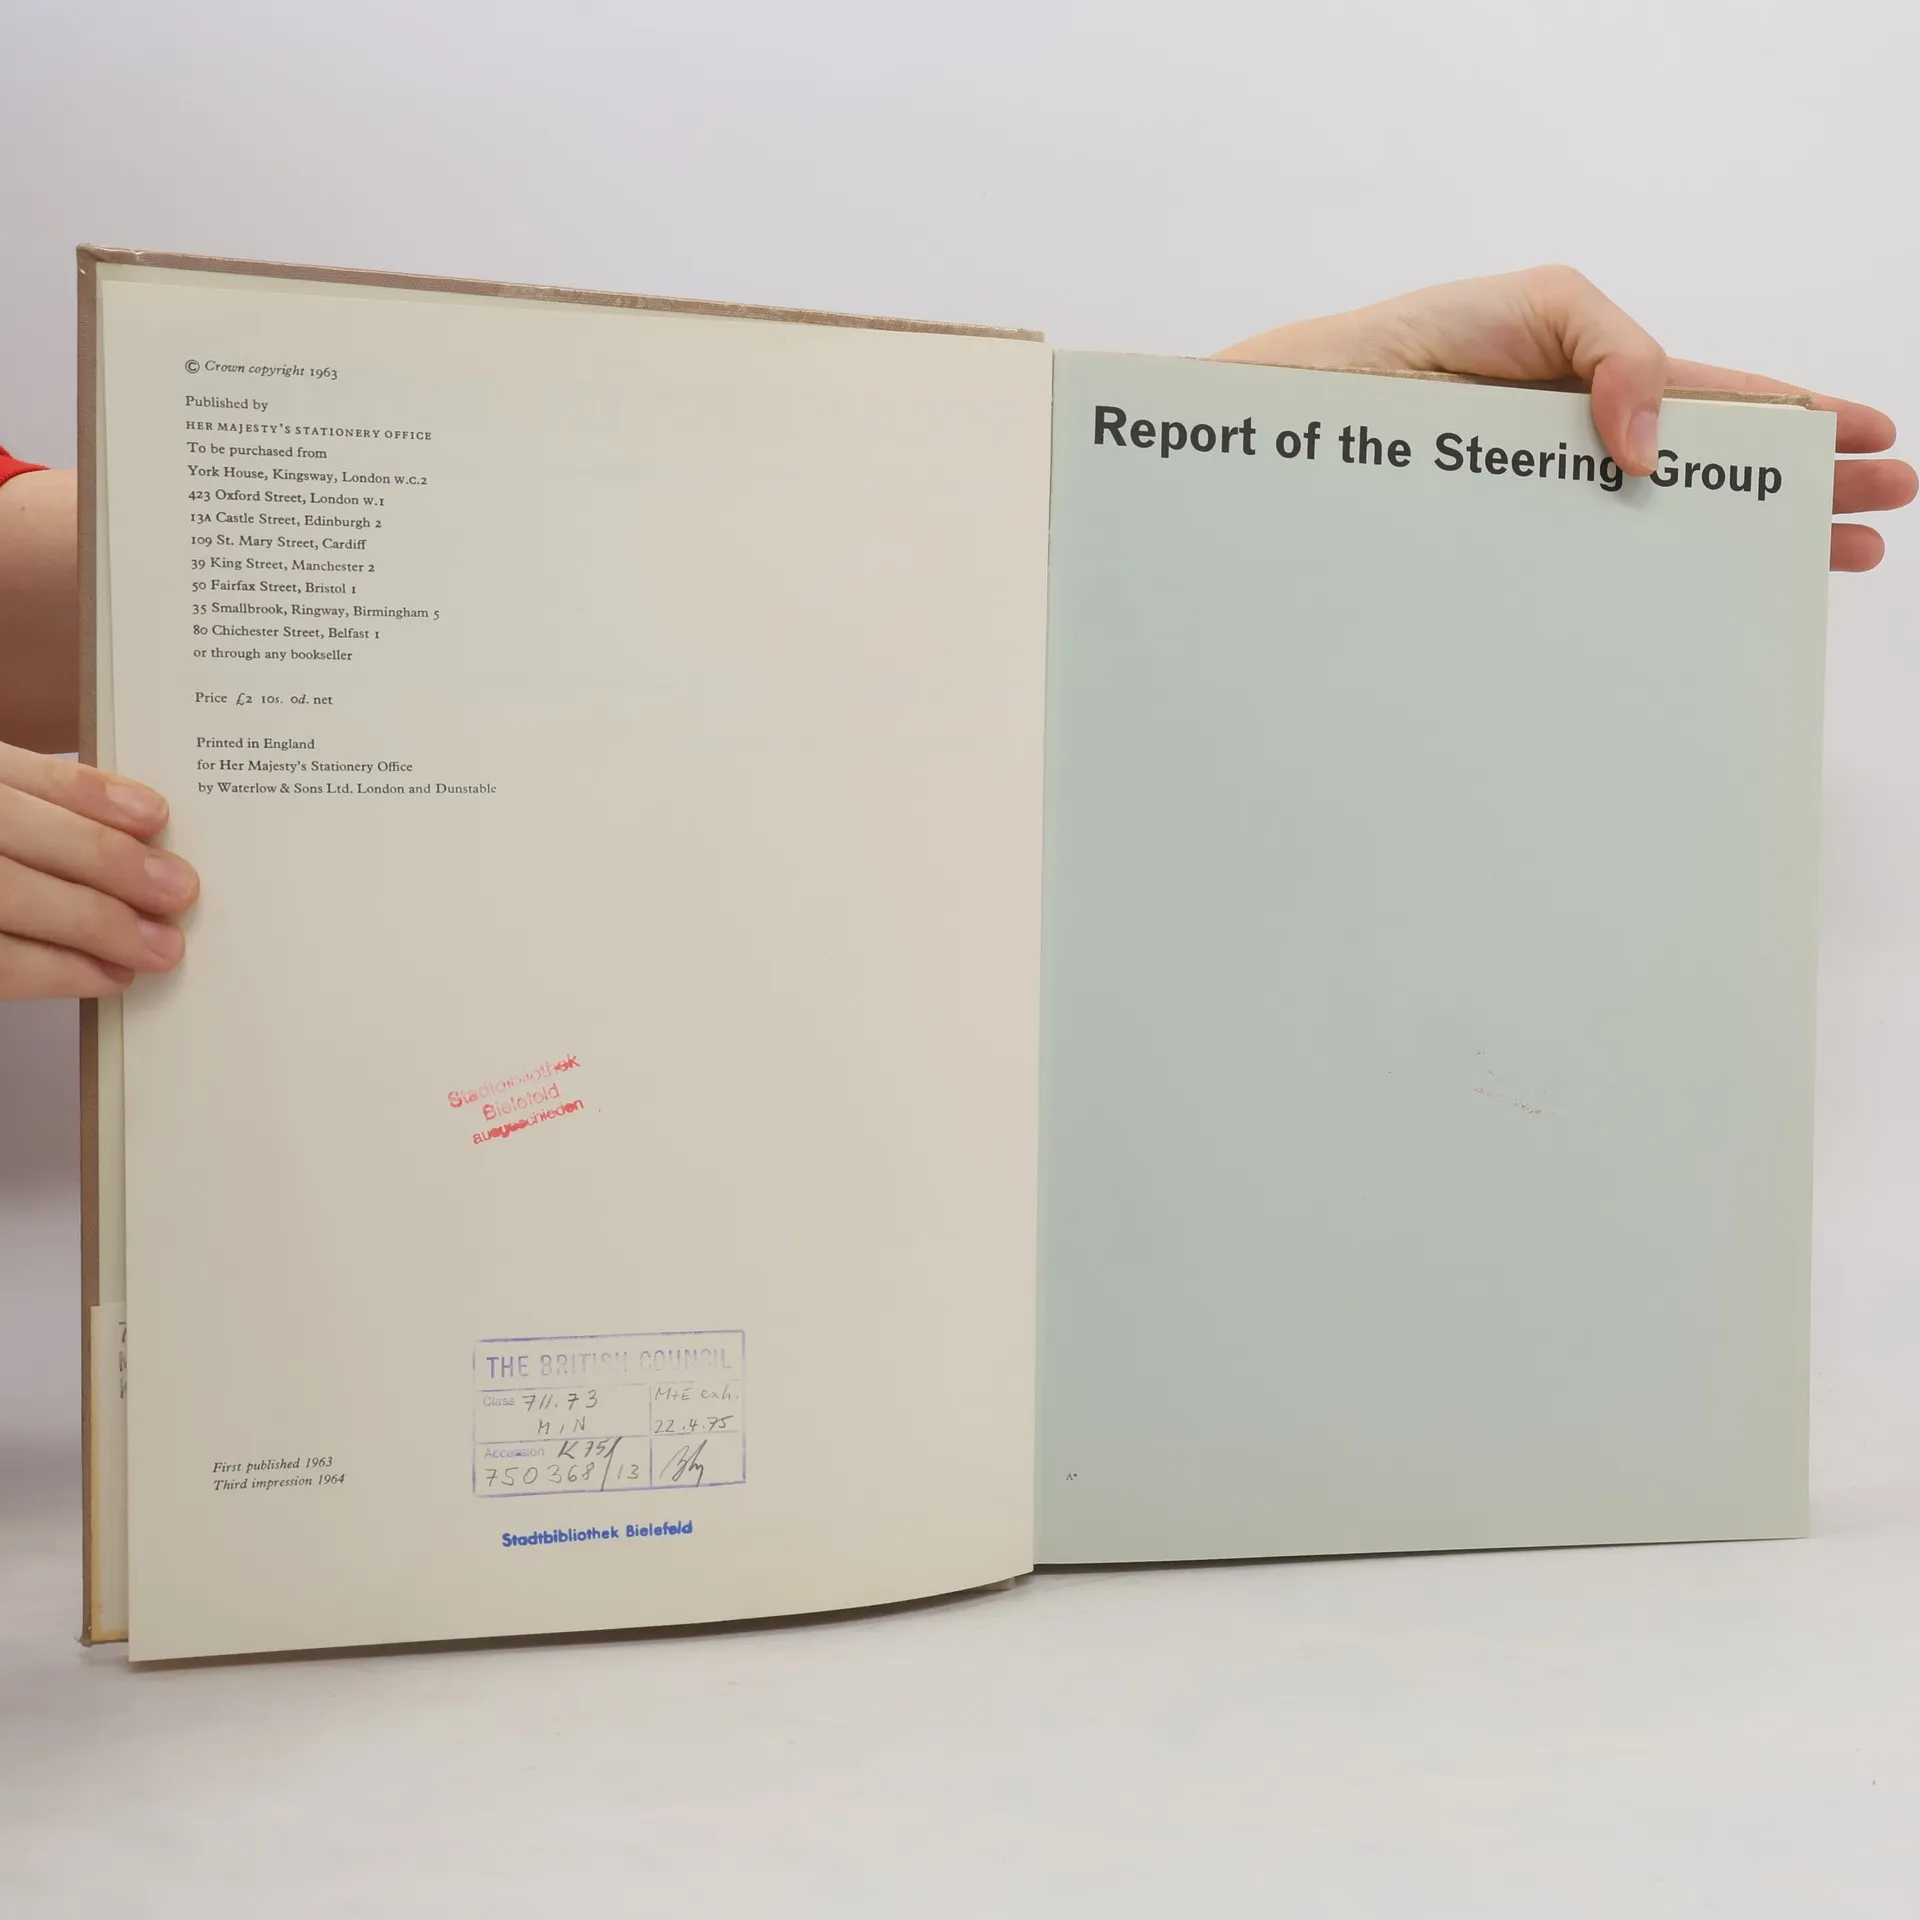 © Crown copyright 1963
Published by
HER MAJESTY'S STATIONERY OFFICE
To be purchased from
York House, Kingsway, London W.C.2
423 Oxford Street, London W.1
13A Castle Street, Edinburgh 2
109 St. Mary Street, Cardiff
39 King Street, Manchester 2
50 Fairfax Street, Bristol 1
35 Smallbrook, Ringway, Birmingham 5
80 Chichester Street, Belfast 1
or through any bookseller
Price £2 10s. 0d. net
Printed in England
for Her Majesty's Stationery Office
by Waterlow & Sons Ltd. London and Dunstable
Stadtbibliothek
Bielefeld
ausgeschieden
THE BRITISH COUNCIL
Class 711.73
MIN
M+E exh.
22.4.75
Accession K75/
750368/13
First published 1963
Third impression 1964
Stadtbibliothek Bielefeld
Report of the Steering Group
A*